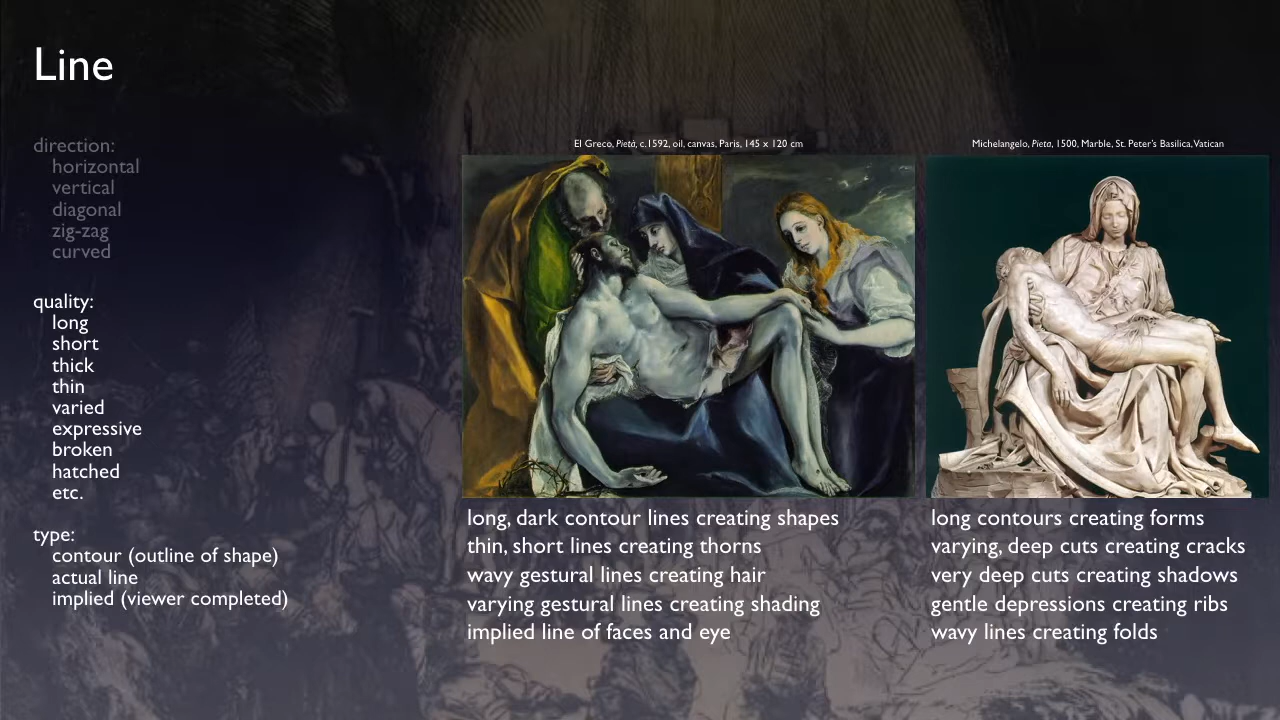 Line
direction:
horizontal
vertical
diagonal
zig-zag
curved
quality:
long
short
thick
thin
varied
expressive
broken
hatched
etc.
type:
contour (outline of shape)
actual line
implied (viewer completed)
El Greco, Pietà, c.1592, oil, canvas, Paris, 145 x 120 cm
long, dark contour lines creating shapes
thin, short lines creating thorns
wavy gestural lines creating hair
varying gestural lines creating shading
implied line of faces and eye
Michelangelo, Pieta, 1500, Marble, St. Peter's Basilica, Vatican
long contours creating forms
varying, deep cuts creating cracks
very deep cuts creating shadows
gentle depressions creating ribs
wavy lines creating folds